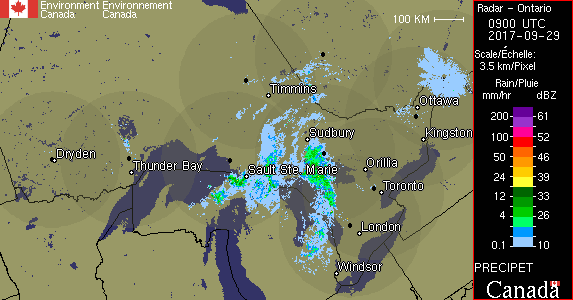 Environment Environnement
Canada Canada
100 KM
Radar - Ontario
0900 UTC
2017-09-29
Scale/Échelle:
3.5 km/Pixel
Rain/Pluie
mm/hr dBZ
200 61
100 52
50 46
24 39
12 33
4 26
0.1 10
PRECIPET
Canada
Timmins
Ottawa
Sudbury
Kingston
Dryden
Thunder Bay
Orillia
Sault Ste. Marie
Toronto
London
Windsor